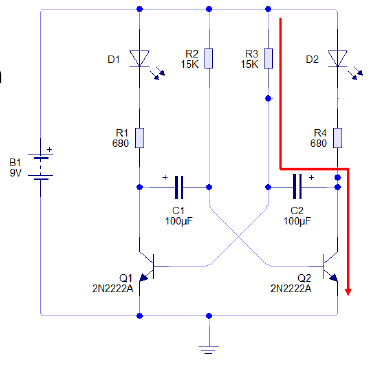 D1
R2
15K
R3
15K
D2
R1
680
R4
680
B1
9V
+
+
+
C1
100µF
C2
100µF
Q1
2N2222A
Q2
2N2222A